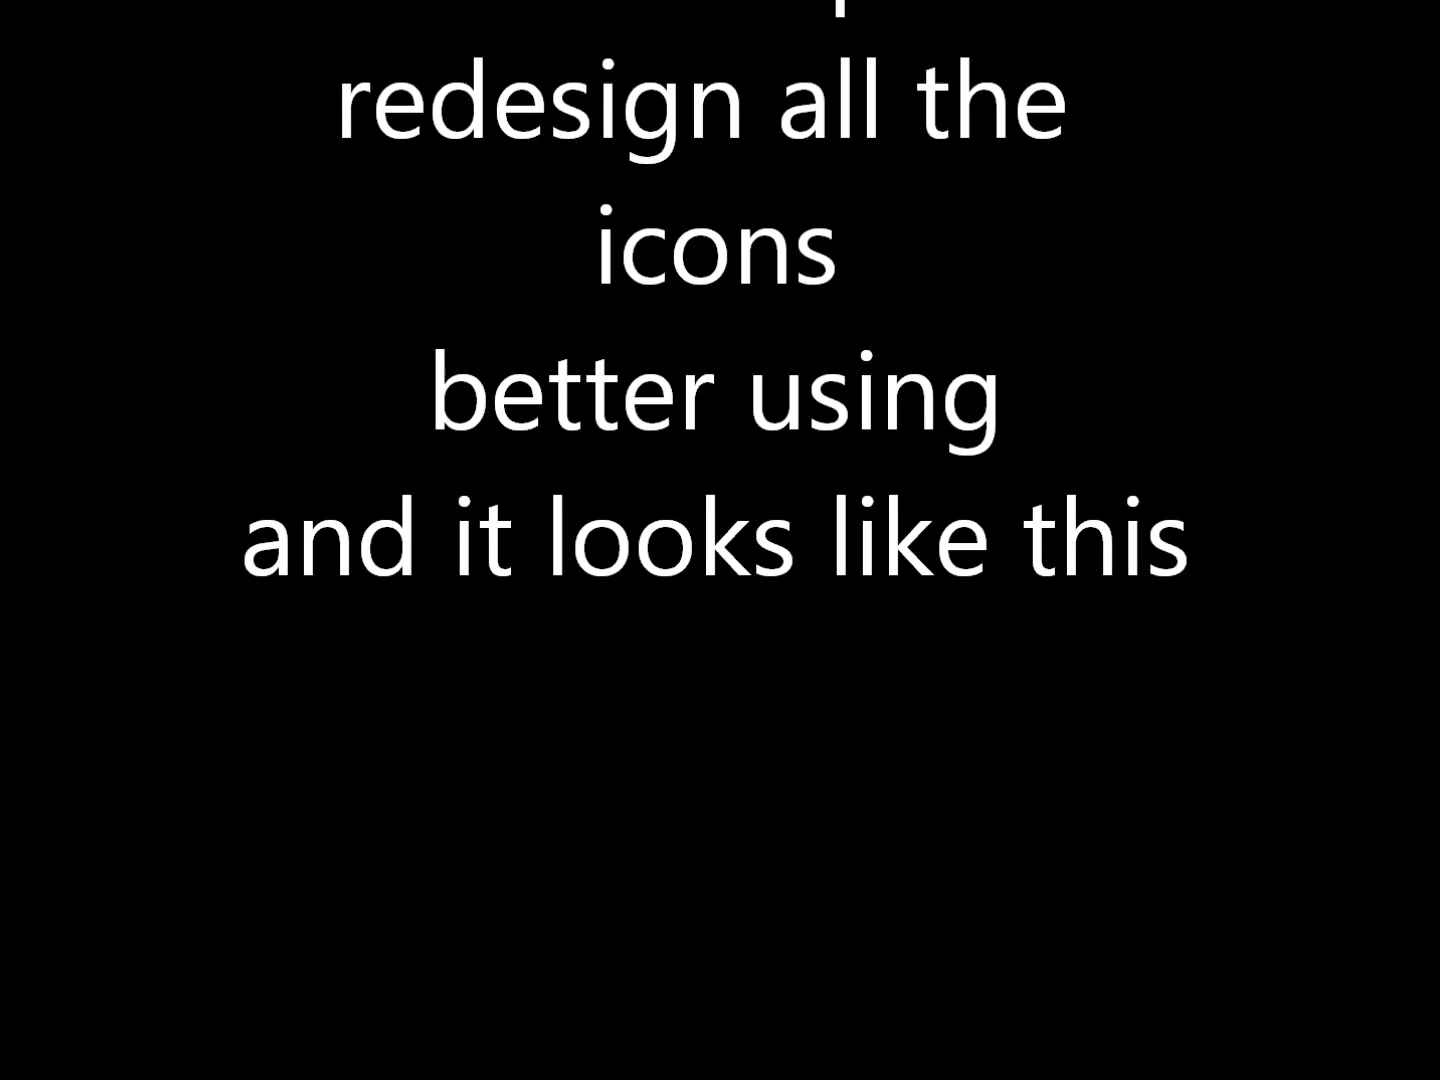 redesign all the
icons
better using
and it looks like this